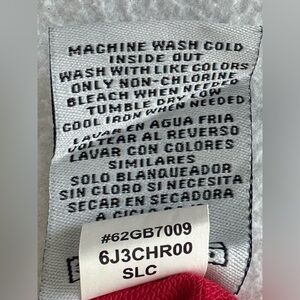 MACHINE WASH COLD
INSIDE OUT
WASH WITH LIKE COLORS
ONLY NON-CHLORINE
BLEACH WHEN NEEDED
TUMBLE DRY LOW
COOL IRON WHEN NEEDED
LAVAR EN AGUA FRIA
VOLTEAR AL REVERSO
LAVAR CON COLORES
SIMILARES
SOLO BLANQUEADOR
SIN CLORO SI NECESITA
SECAR EN SECADORA
A CICLO
#62GB7009
6J3CHR00
SLC